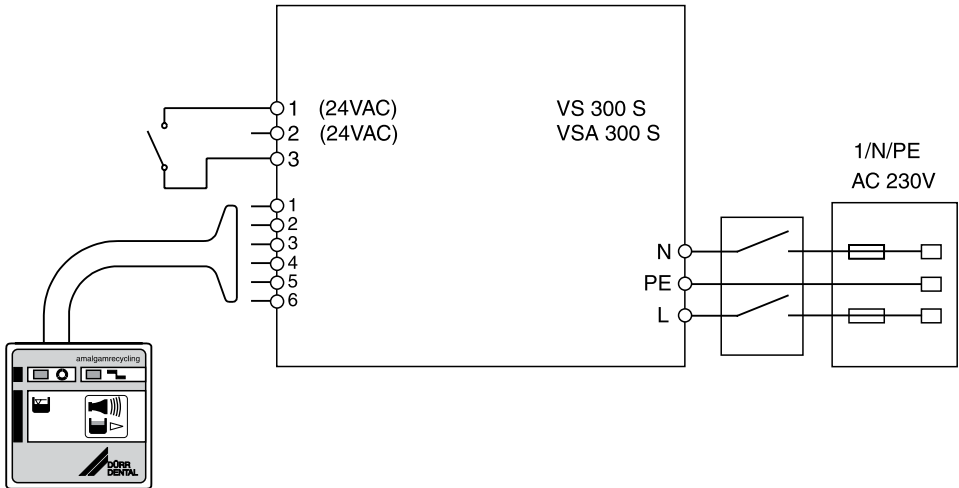 1 (24VAC)
2 (24VAC)
3
VS 300 S
VSA 300 S
1/N/PE
AC 230V
1
2
3
4
5
6
N
PE
L
amalgamrecycling
DÜRR
DENTAL